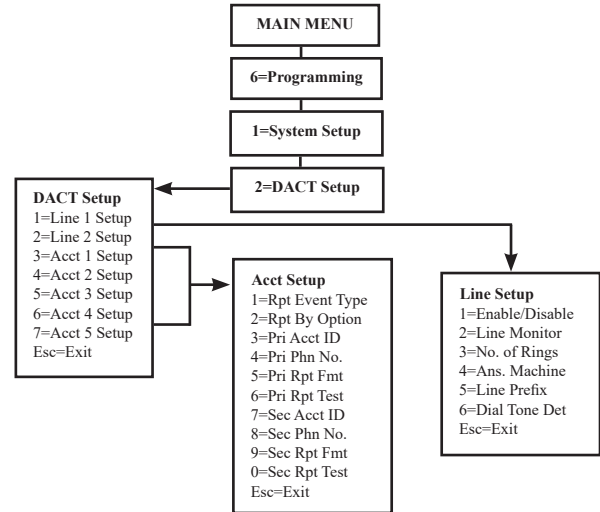 MAIN MENU
6=Programming
1=System Setup
2=DACT Setup
DACT Setup
1=Line 1 Setup
2=Line 2 Setup
3=Acct 1 Setup
4=Acct 2 Setup
5=Acct 3 Setup
6=Acct 4 Setup
7=Acct 5 Setup
Esc=Exit
Acct Setup
1=Rpt Event Type
2=Rpt By Option
3=Pri Acct ID
4=Pri Phn No.
5=Pri Rpt Fmt
6=Pri Rpt Test
7=Sec Acct ID
8=Sec Phn No.
9=Sec Rpt Fmt
0=Sec Rpt Test
Esc=Exit
Line Setup
1=Enable/Disable
2=Line Monitor
3=No. of Rings
4=Ans. Machine
5=Line Prefix
6=Dial Tone Det
Esc=Exit